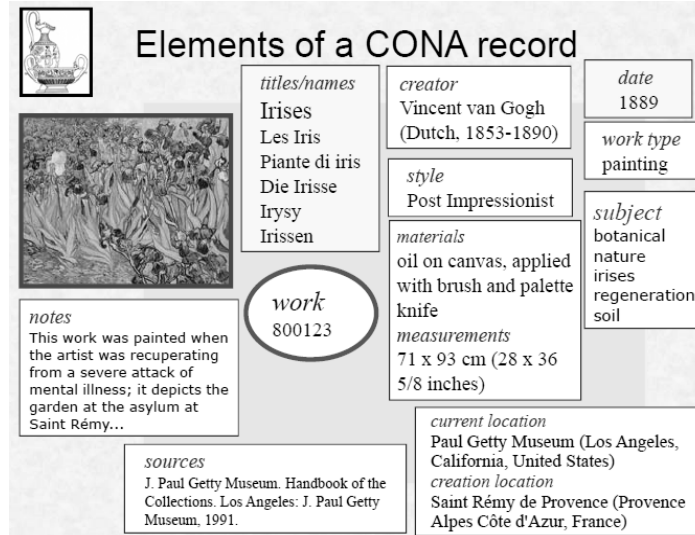 Elements of a CONA record
titles/names
Irises
Les Iris
Piante di iris
Die Irisse
Irysy
Irissen
creator
Vincent van Gogh
(Dutch, 1853-1890)
date
1889
work type
painting
style
Post Impressionist
subject
botanical
nature
irises
regeneration
soil
materials
oil on canvas, applied
with brush and palette
knife
measurements
71 x 93 cm (28 x 36
5/8 inches)
work
800123
notes
This work was painted when
the artist was recuperating
from a severe attack of
mental illness; it depicts the
garden at the asylum at
Saint Rémy...
current location
Paul Getty Museum (Los Angeles,
California, United States)
creation location
Saint Rémy de Provence (Provence
Alpes Côte d'Azur, France)
sources
J. Paul Getty Museum. Handbook of the
Collections. Los Angeles: J. Paul Getty
Museum, 1991.